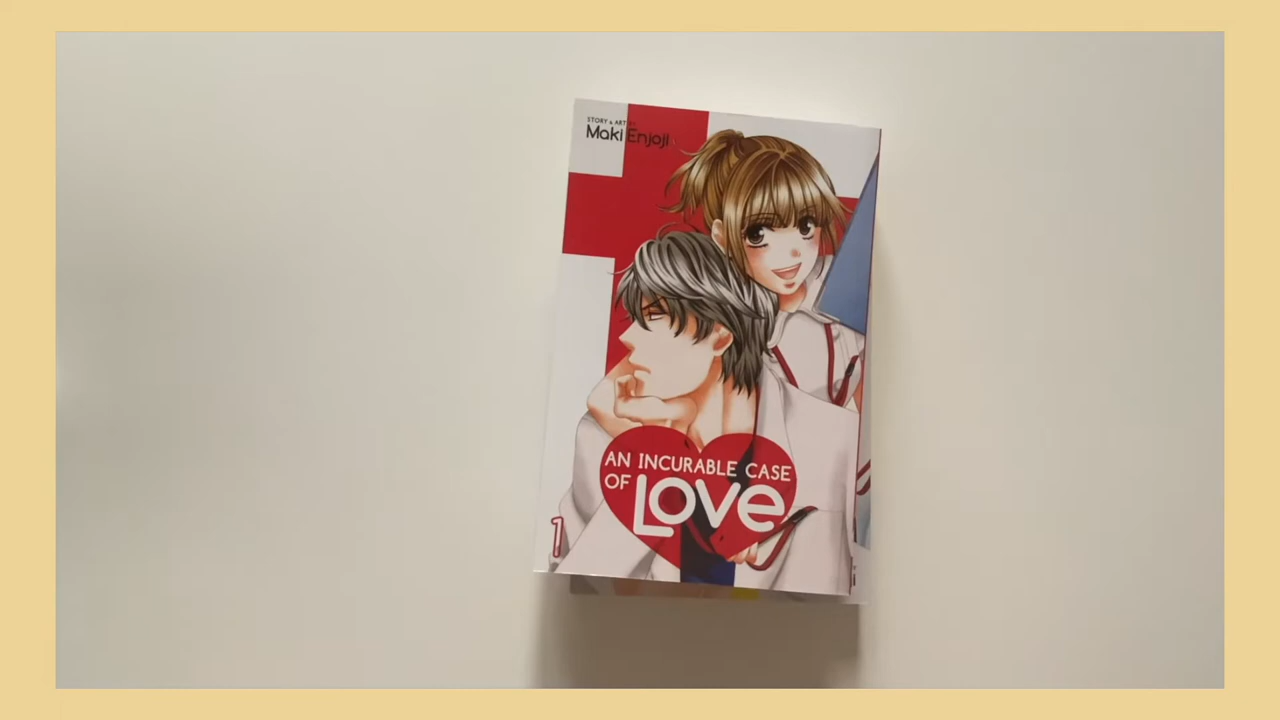 STORY & ART BY
Maki Enjoji
AN INCURABLE CASE
OF LOVE
1